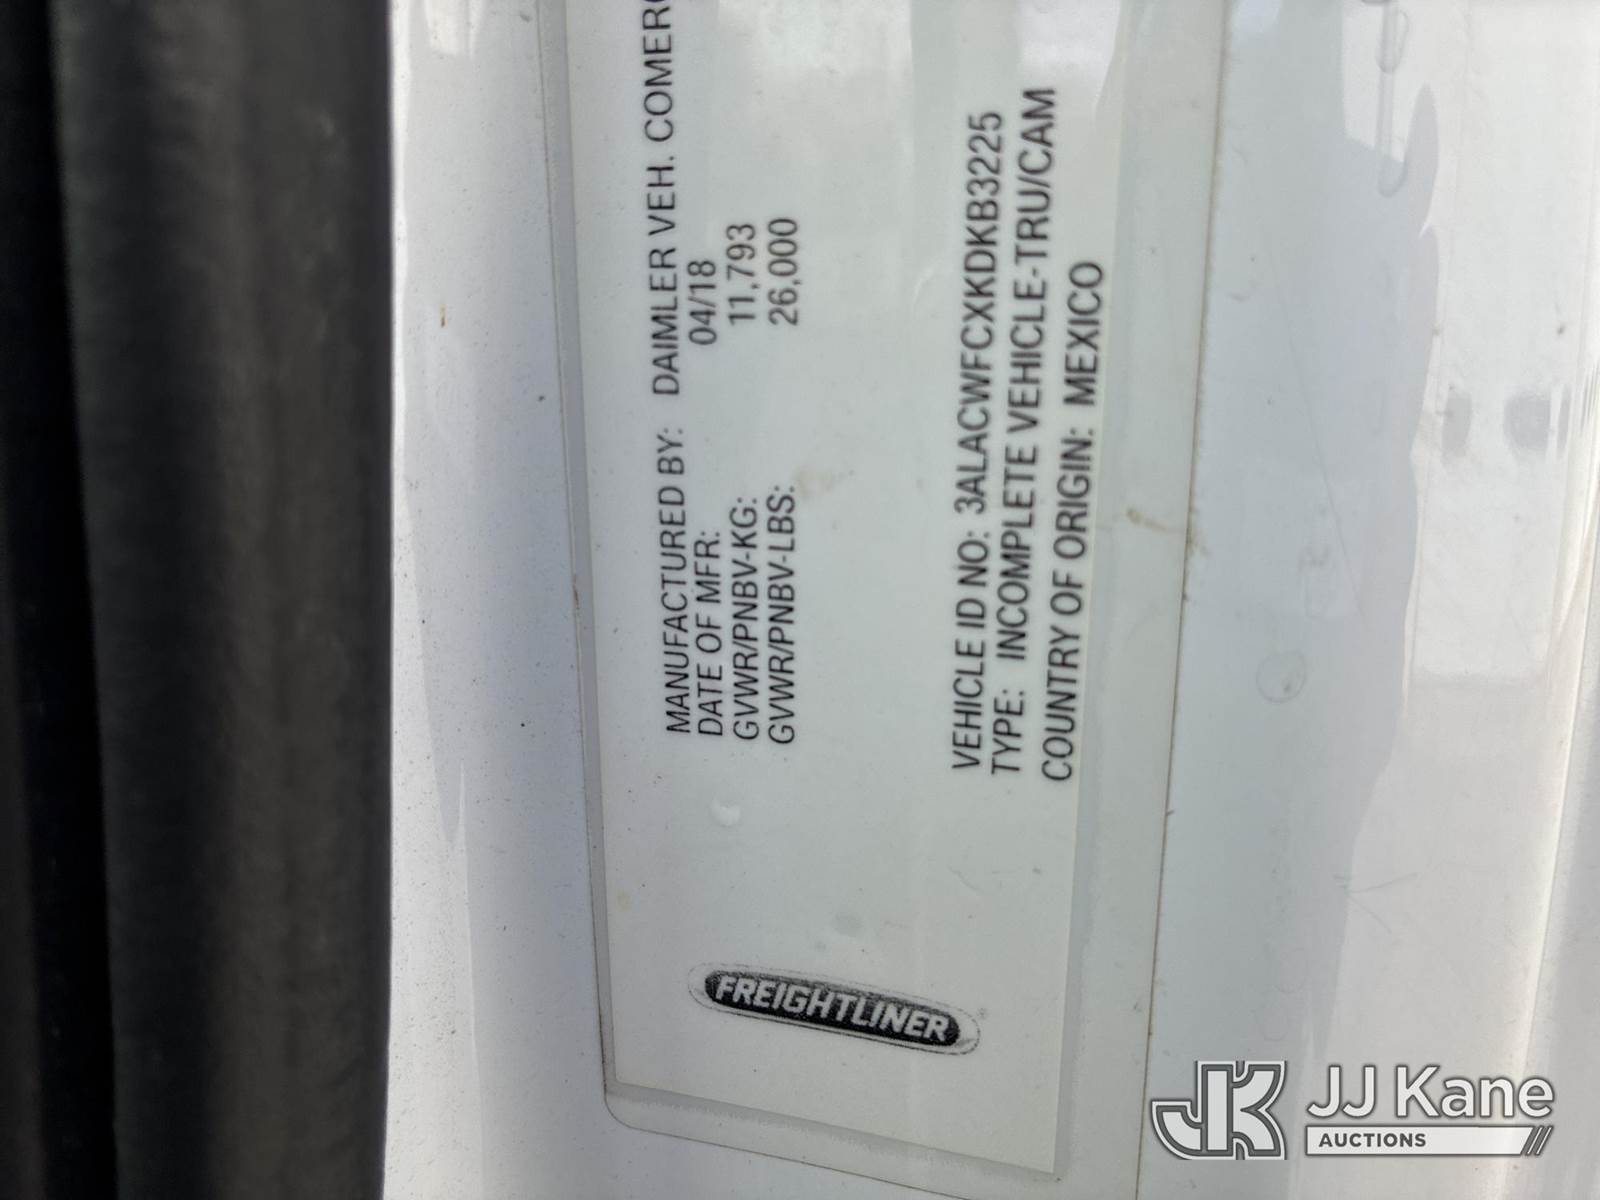 MANUFACTURED BY: DAIMLER VEH.
DATE OF MFR: 04/18
GVWR/PNBV-KG: 11,793
GVWR/PNBV-LBS: 26,000
VEHICLE ID NO: 3ALACWFCXKDKB3225
TYPE: INCOMPLETE VEHICLE-TRU/CAM
COUNTRY OF ORIGIN: MEXICO
FREIGHTLINER
JK JJ Kane
AUCTIONS